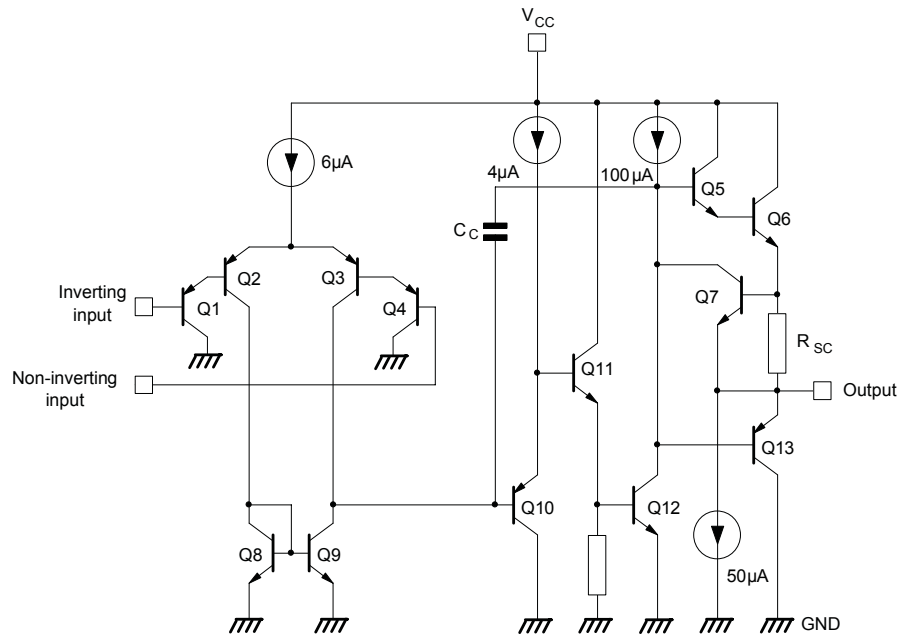 VCC
6µA
4µA
100µA
Q5
Q6
CC
Q2
Q3
Q7
Inverting
input
Q1
Q4
RSC
Non-inverting
input
Q11
Output
Q13
Q10
Q12
Q8
Q9
50µA
GND